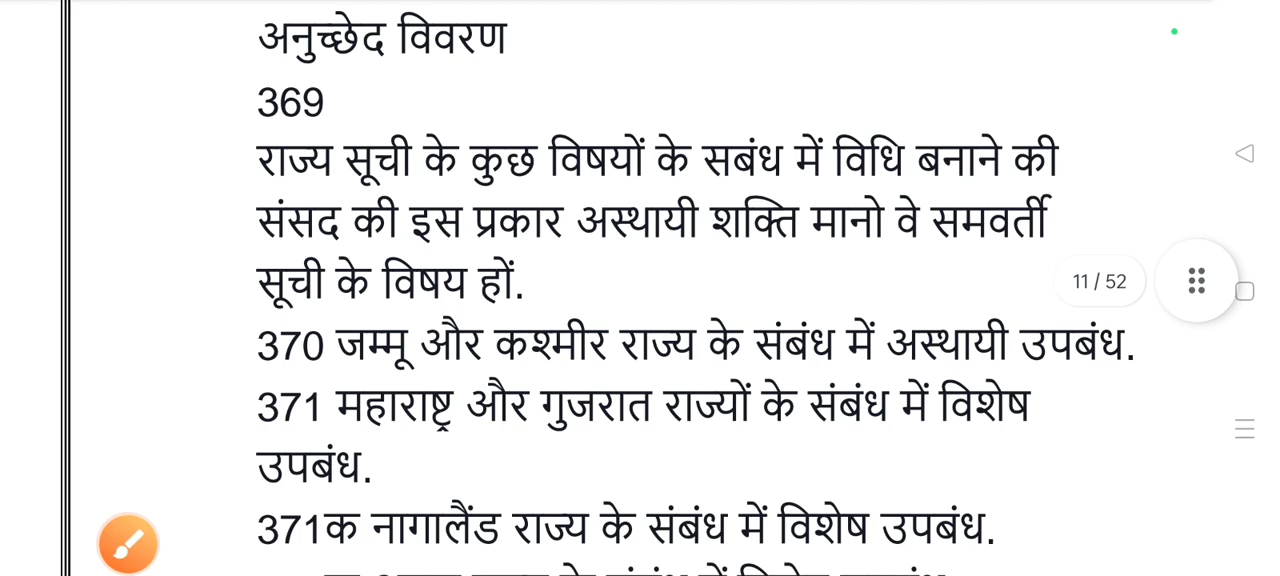 अनुच्छेद विवरण
369
राज्य सूची के कुछ विषयों के सबंध में विधि बनाने की
संसद की इस प्रकार अस्थायी शक्ति मानो वे समवर्ती
सूची के विषय हों.
11 / 52
370 जम्मू और कश्मीर राज्य के संबंध में अस्थायी उपबंध.
371 महाराष्ट्र और गुजरात राज्यों के संबंध में विशेष
उपबंध.
371क नागालैंड राज्य के संबंध में विशेष उपबंध.